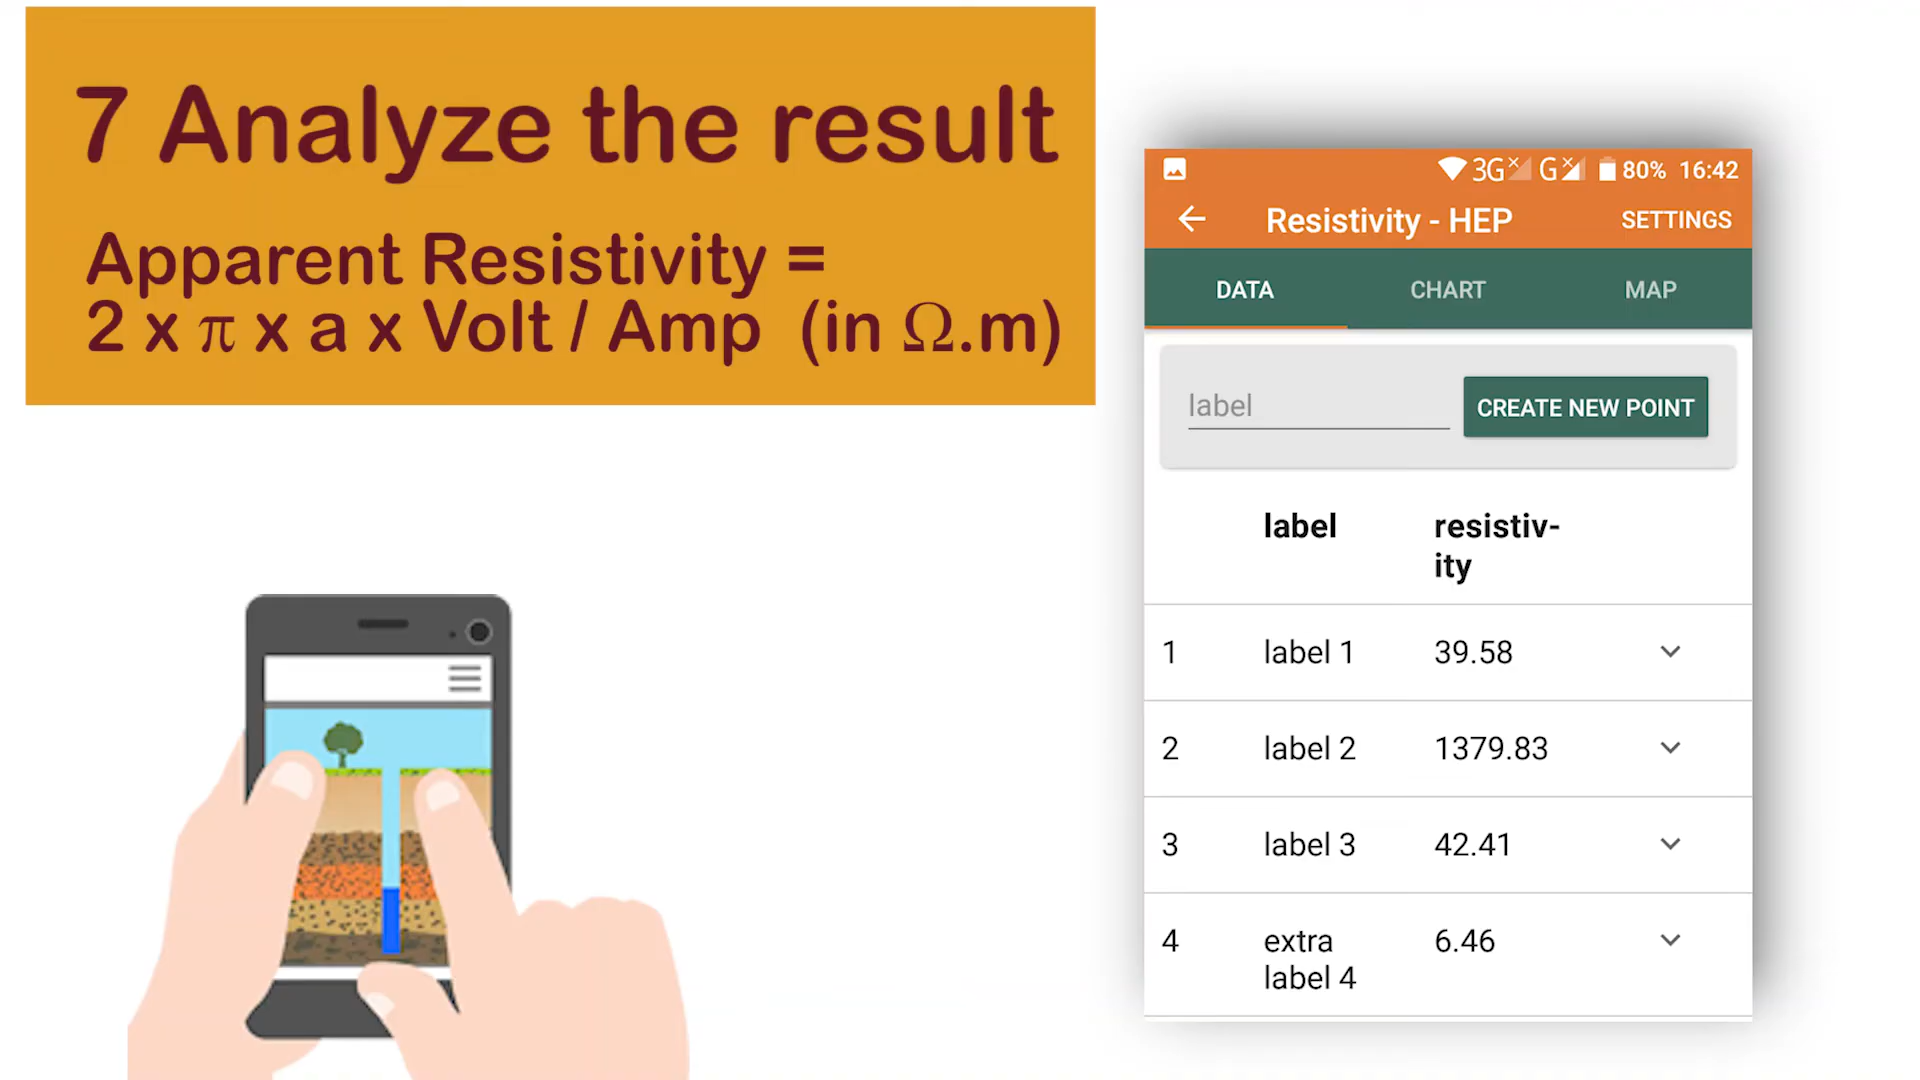 7 Analyze the result
Apparent Resistivity =
2 x π x a x Volt / Amp (in Ω.m)
3G G 80% 16:42
Resistivity - HEP SETTINGS
DATA CHART MAP
label CREATE NEW POINT
label resistiv-
ity
1 label 1 39.58
2 label 2 1379.83
3 label 3 42.41
4 extra 6.46
label 4